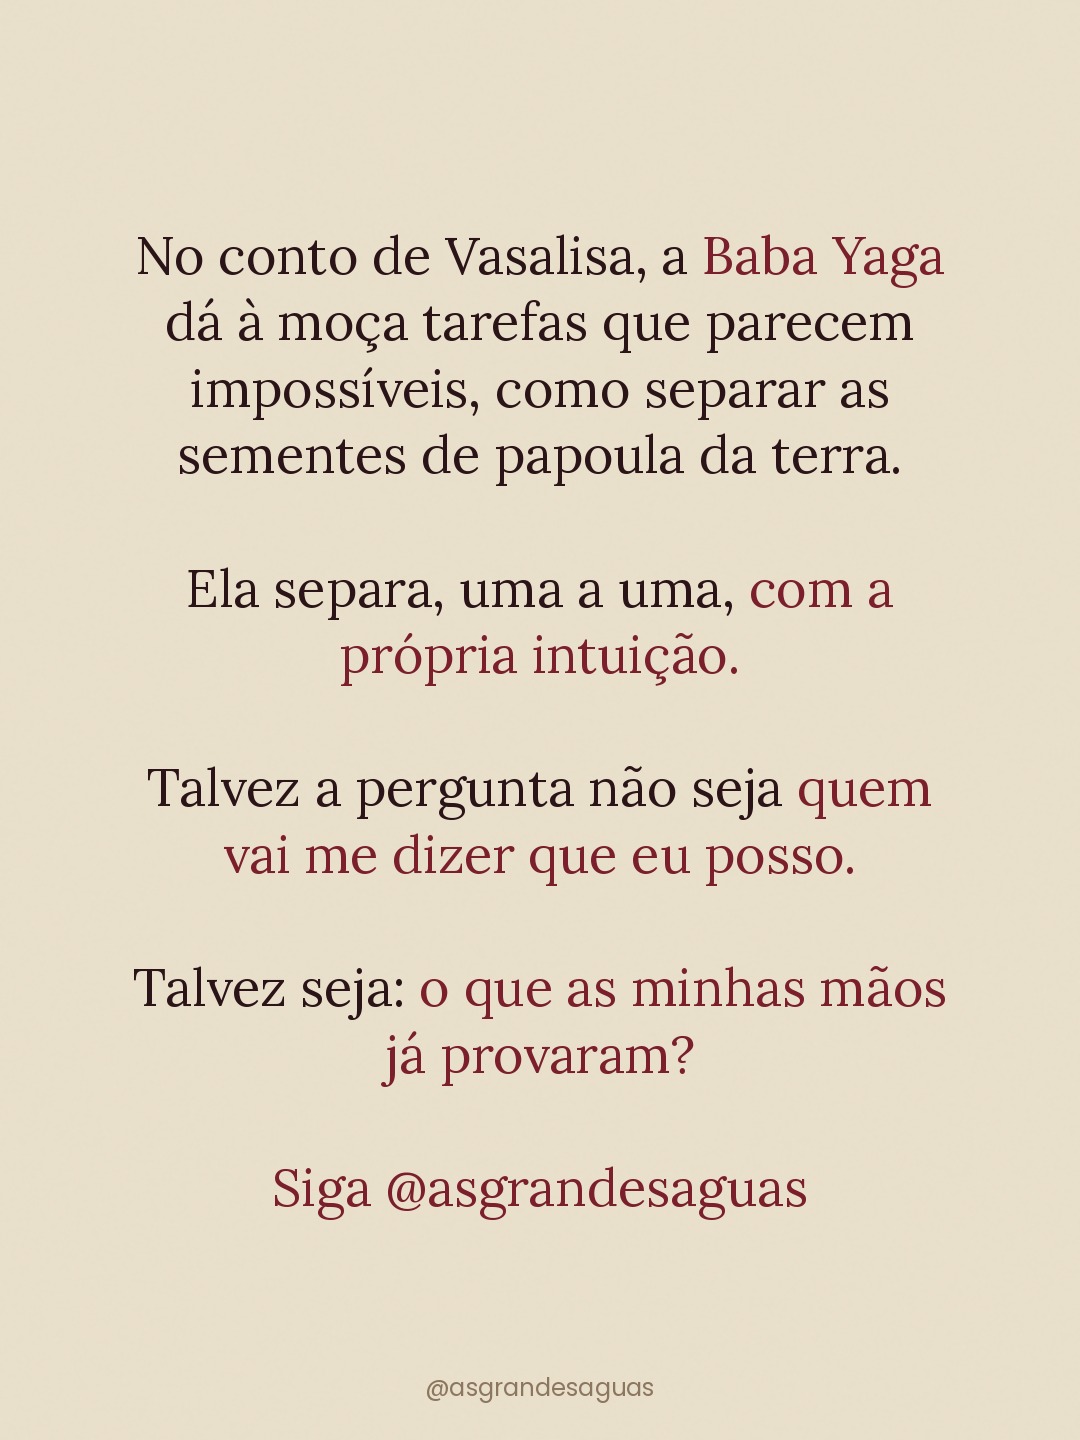 No conto de Vasalisa, a Baba Yaga
dá à moça tarefas que parecem
impossíveis, como separar as
sementes de papoula da terra.
Ela separa, uma a uma, com a
própria intuição.
Talvez a pergunta não seja quem
vai me dizer que eu posso.
Talvez seja: o que as minhas mãos
já provaram?
Siga @asgrandesaguas
@asgrandesaguas